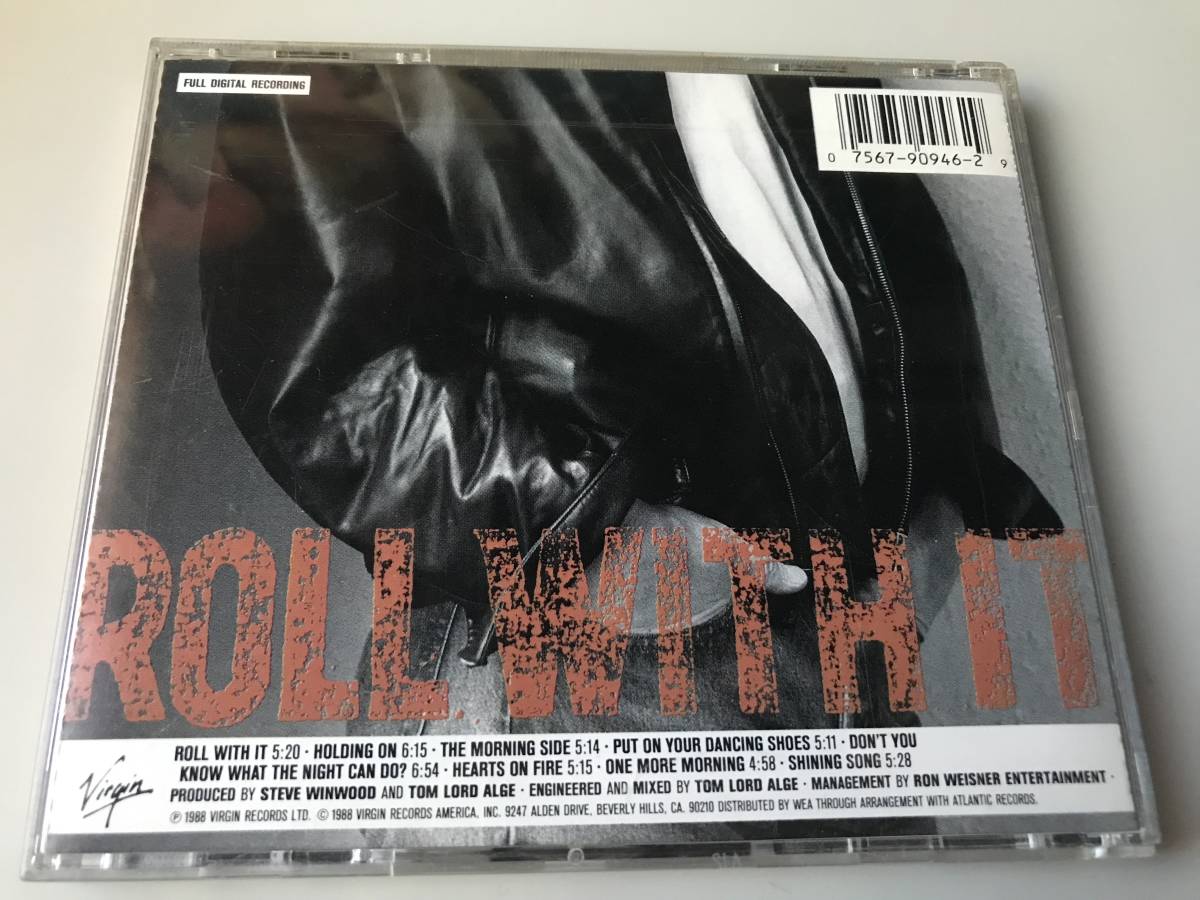 FULL DIGITAL RECORDING
0 7567-90946-2 9
ROLL WITH IT
ROLL WITH IT 5:20 · HOLDING ON 6:15 · THE MORNING SIDE 5:14 · PUT ON YOUR DANCING SHOES 5:11 · DON'T YOU
KNOW WHAT THE NIGHT CAN DO? 6:54 · HEARTS ON FIRE 5:15 · ONE MORE MORNING 4:58 · SHINING SONG 5:28
Virgin
PRODUCED BY STEVE WINWOOD AND TOM LORD ALGE · ENGINEERED AND MIXED BY TOM LORD ALGE · MANAGEMENT BY RON WEISNER ENTERTAINMENT ·
℗ 1988 VIRGIN RECORDS LTD. © 1988 VIRGIN RECORDS AMERICA, INC. 9247 ALDEN DRIVE, BEVERLY HILLS, CA. 90210 DISTRIBUTED BY WEA THROUGH ARRANGEMENT WITH ATLANTIC RECORDS.